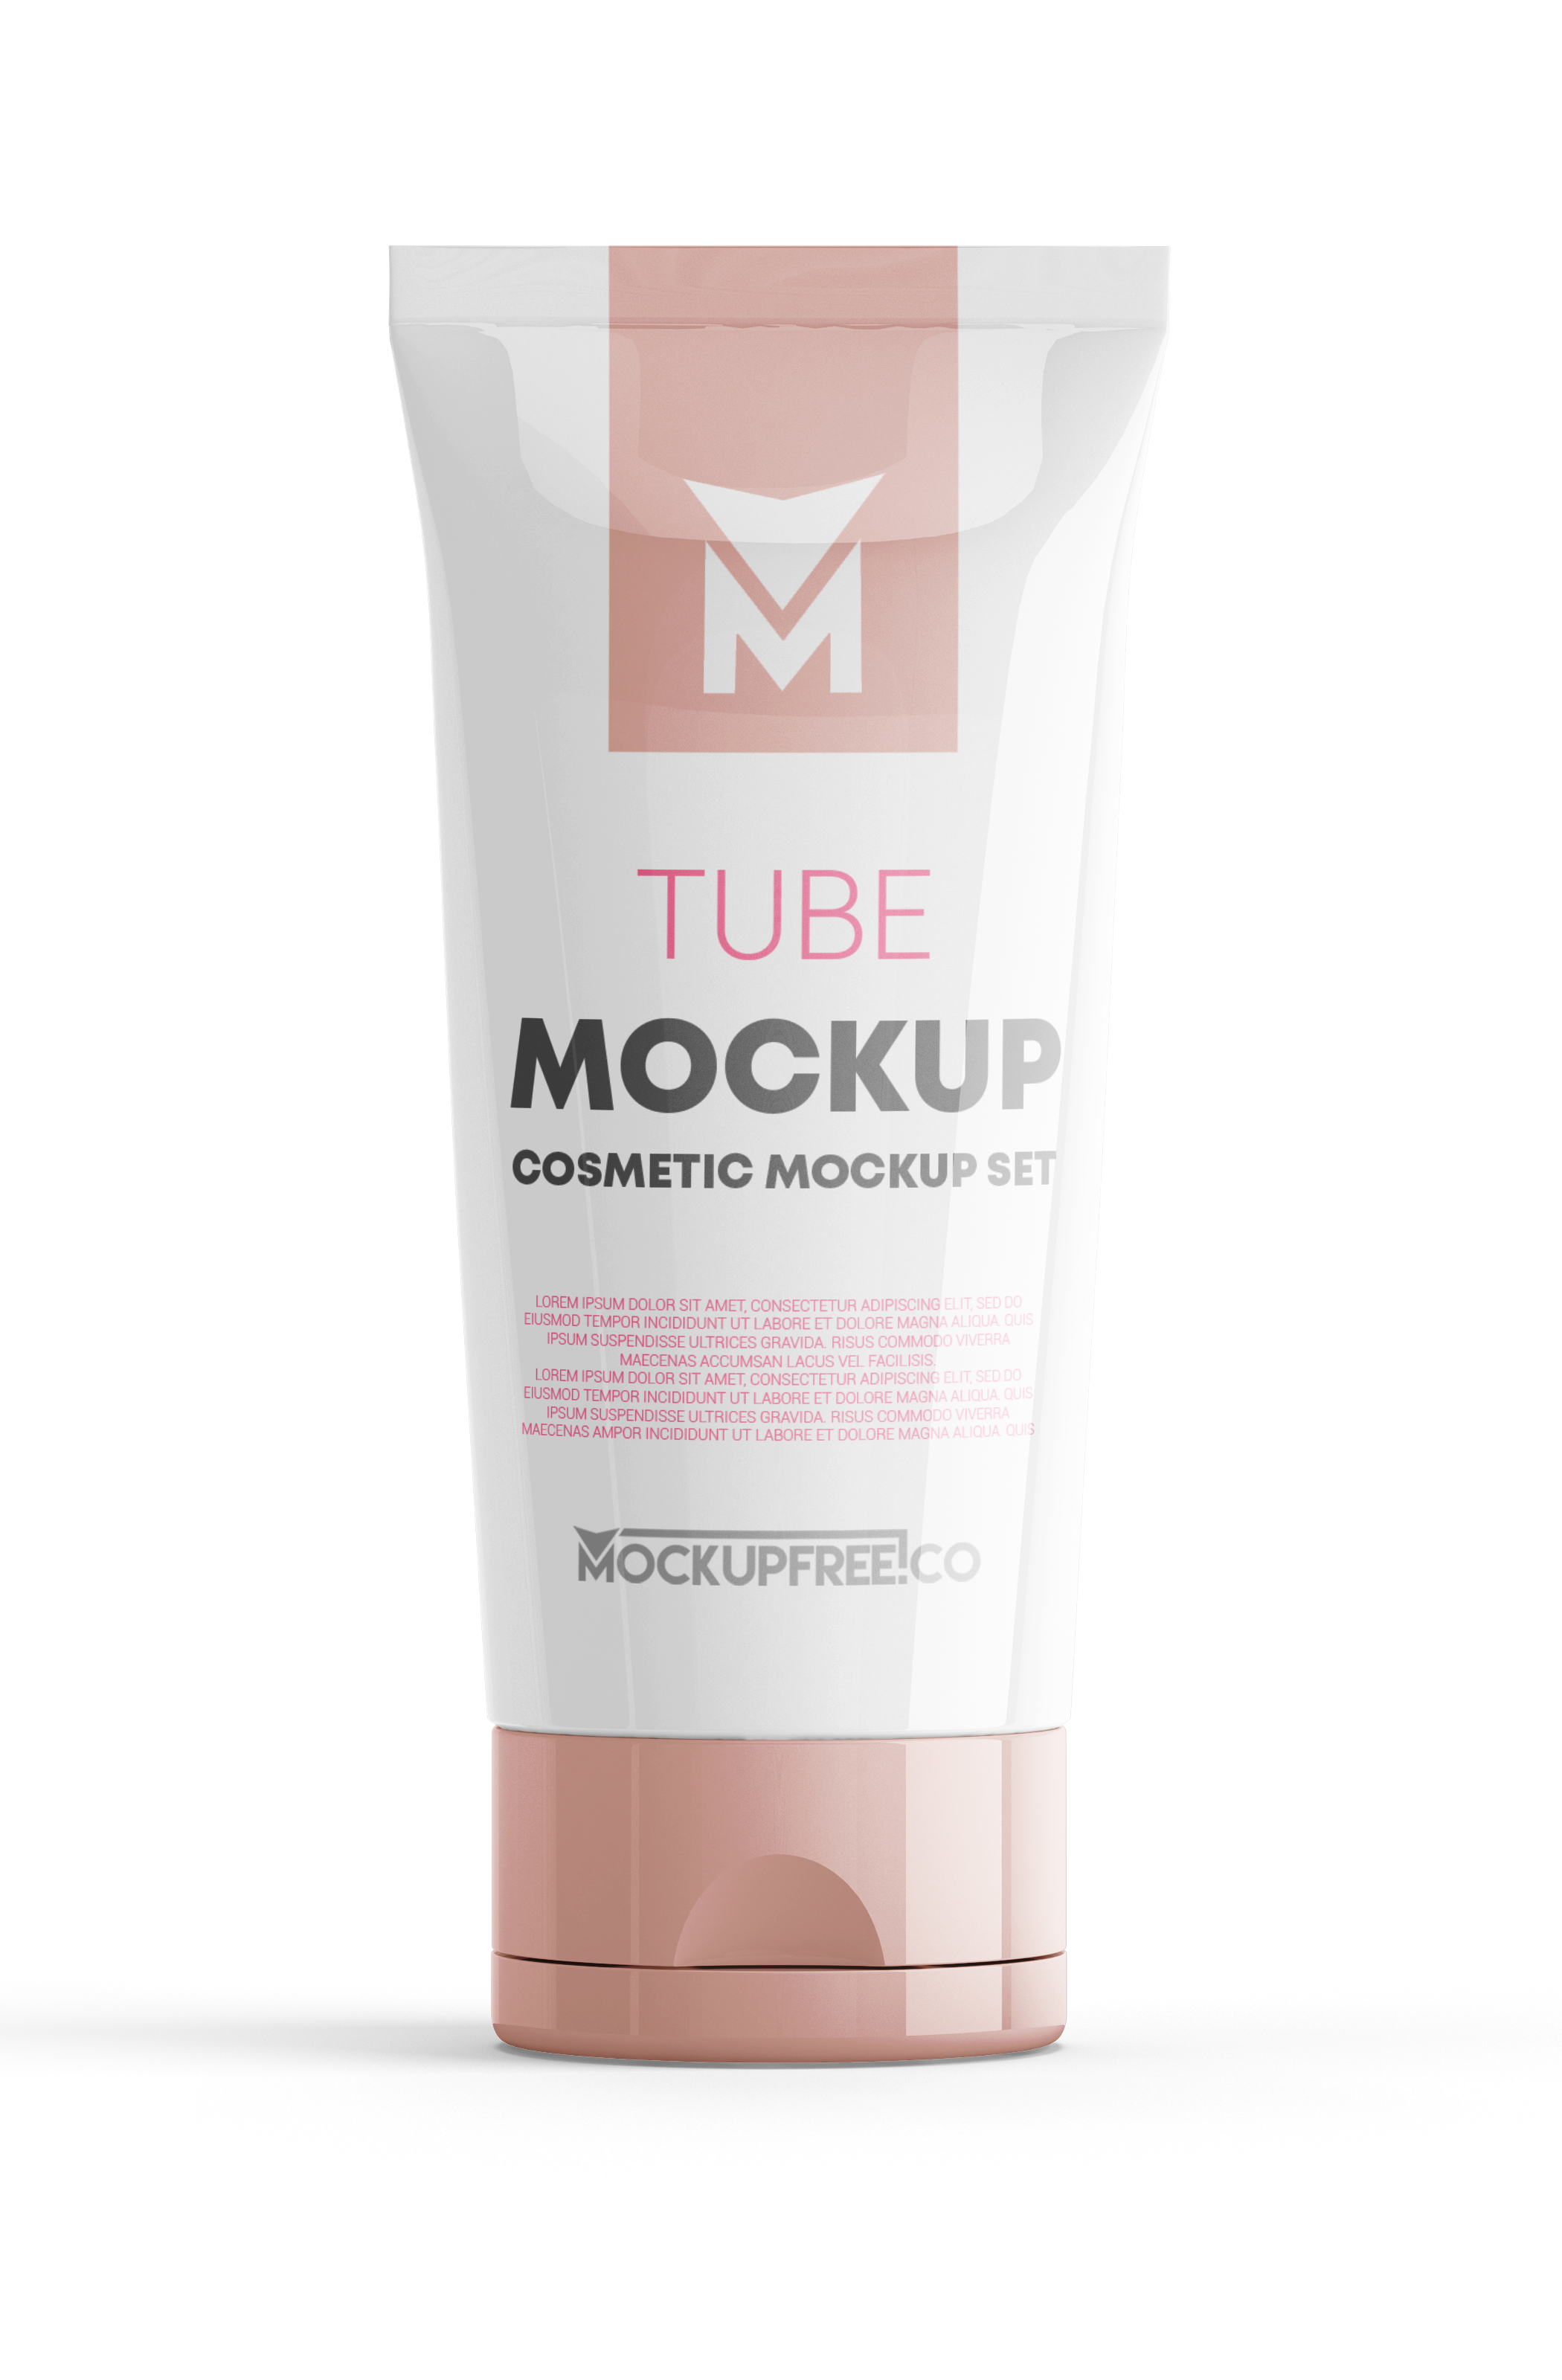 M
TUBE
MOCKUP
COSMETIC MOCKUP SET
LOREM IPSUM DOLOR SIT AMET, CONSECTETUR ADIPISCING ELIT, SED DO
EIUSMOD TEMPOR INCIDIDUNT UT LABORE ET DOLORE MAGNA ALIQUA. QUIS
IPSUM SUSPENDISSE ULTRICES GRAVIDA. RISUS COMMODO VIVERRA
MAECENAS ACCUMSAN LACUS VEL FACILISIS.
LOREM IPSUM DOLOR SIT AMET, CONSECTETUR ADIPISCING ELIT, SED DO
EIUSMOD TEMPOR INCIDIDUNT UT LABORE ET DOLORE MAGNA ALIQUA. QUIS
IPSUM SUSPENDISSE ULTRICES GRAVIDA. RISUS COMMODO VIVERRA
MAECENAS AMPOR INCIDIDUNT UT LABORE ET DOLORE MAGNA ALIQUA. QUIS
MOCKUPFREE!CO